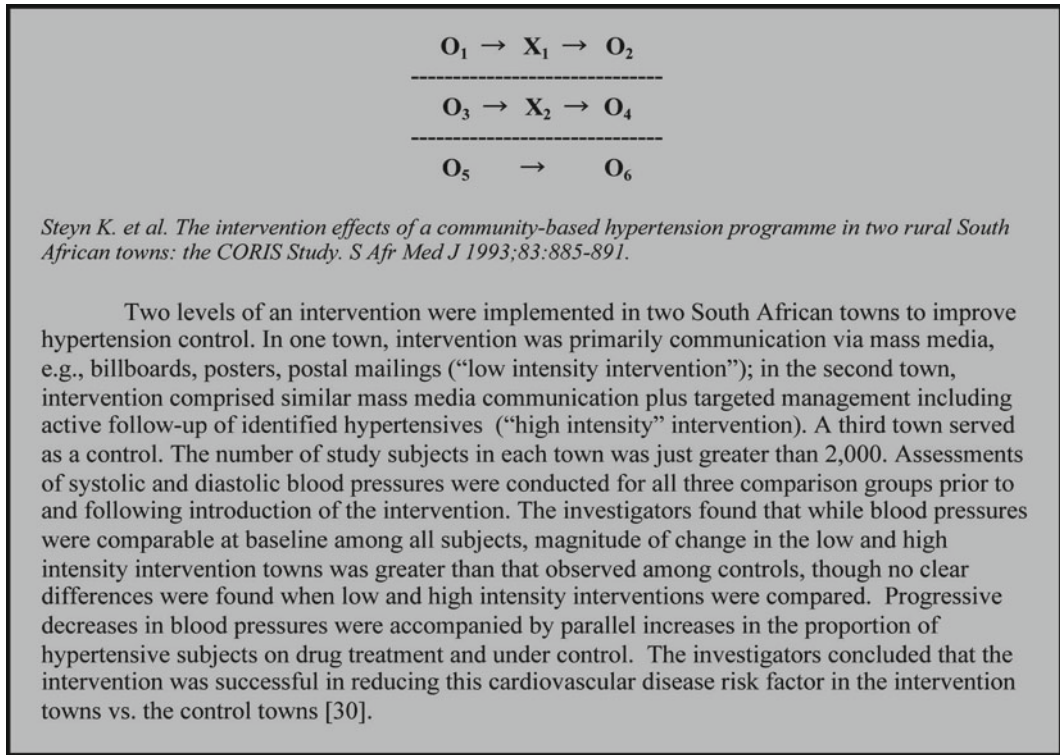 O₁ → X₁ → O₂
------------------------------
O₃ → X₂ → O₄
------------------------------
O₅ → O₆
Steyn K. et al. The intervention effects of a community-based hypertension programme in two rural South
African towns: the CORIS Study. S Afr Med J 1993;83:885-891.
Two levels of an intervention were implemented in two South African towns to improve
hypertension control. In one town, intervention was primarily communication via mass media,
e.g., billboards, posters, postal mailings (“low intensity intervention”); in the second town,
intervention comprised similar mass media communication plus targeted management including
active follow-up of identified hypertensives (“high intensity” intervention). A third town served
as a control. The number of study subjects in each town was just greater than 2,000. Assessments
of systolic and diastolic blood pressures were conducted for all three comparison groups prior to
and following introduction of the intervention. The investigators found that while blood pressures
were comparable at baseline among all subjects, magnitude of change in the low and high
intensity intervention towns was greater than that observed among controls, though no clear
differences were found when low and high intensity interventions were compared. Progressive
decreases in blood pressures were accompanied by parallel increases in the proportion of
hypertensive subjects on drug treatment and under control. The investigators concluded that the
intervention was successful in reducing this cardiovascular disease risk factor in the intervention
towns vs. the control towns [30].